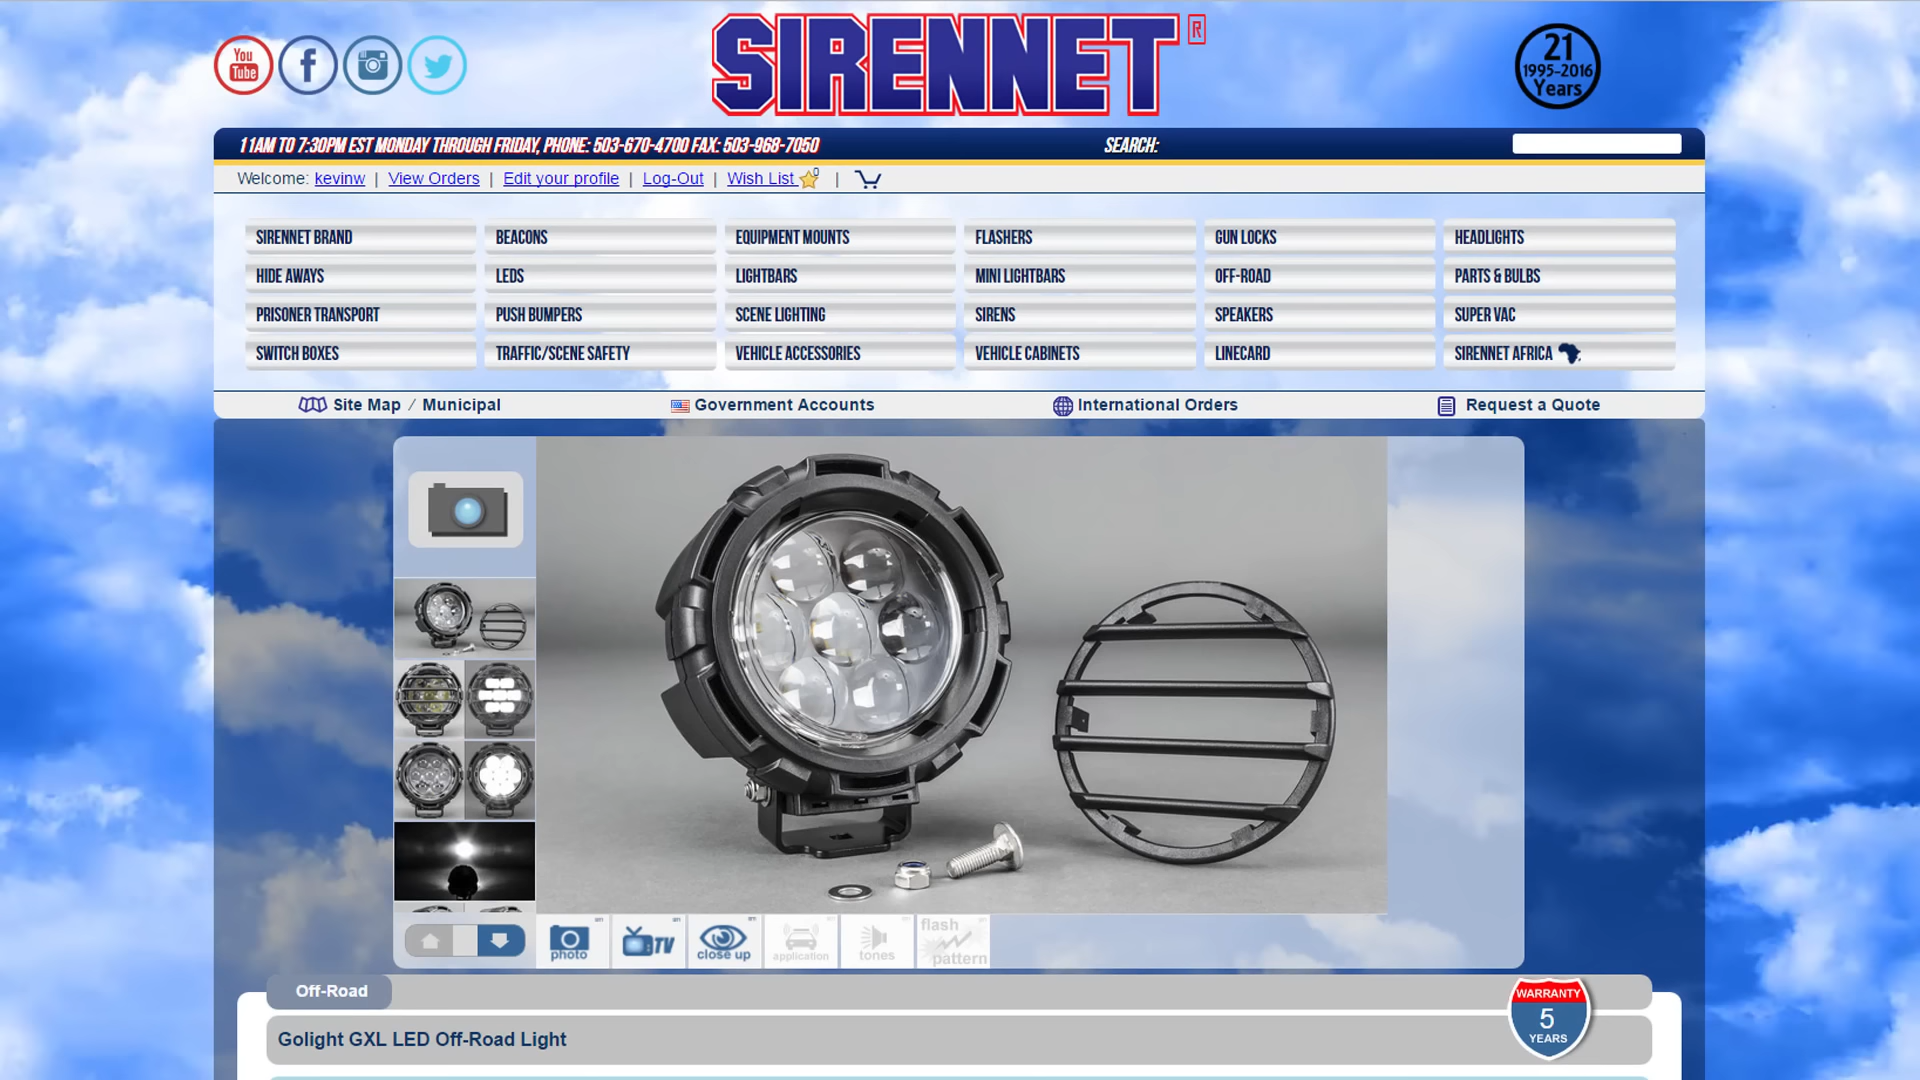 You
Tube
SIRENNET
R
21
1995-2016
Years
11AM TO 7:30PM EST MONDAY THROUGH FRIDAY, PHONE: 503-670-4700 FAX: 503-968-7050
SEARCH:
Welcome: kevinw | View Orders | Edit your profile | Log-Out | Wish List 0 |
SIRENNET BRAND
BEACONS
EQUIPMENT MOUNTS
FLASHERS
GUN LOCKS
HEADLIGHTS
HIDE AWAYS
LEDS
LIGHTBARS
MINI LIGHTBARS
OFF-ROAD
PARTS & BULBS
PRISONER TRANSPORT
PUSH BUMPERS
SCENE LIGHTING
SIRENS
SPEAKERS
SUPER VAC
SWITCH BOXES
TRAFFIC/SCENE SAFETY
VEHICLE ACCESSORIES
VEHICLE CABINETS
LINECARD
SIRENNET AFRICA
Site Map / Municipal
Government Accounts
International Orders
Request a Quote
photo
TV
close up
application
tones
flash
pattern
Off-Road
WARRANTY
5
YEARS
Golight GXL LED Off-Road Light